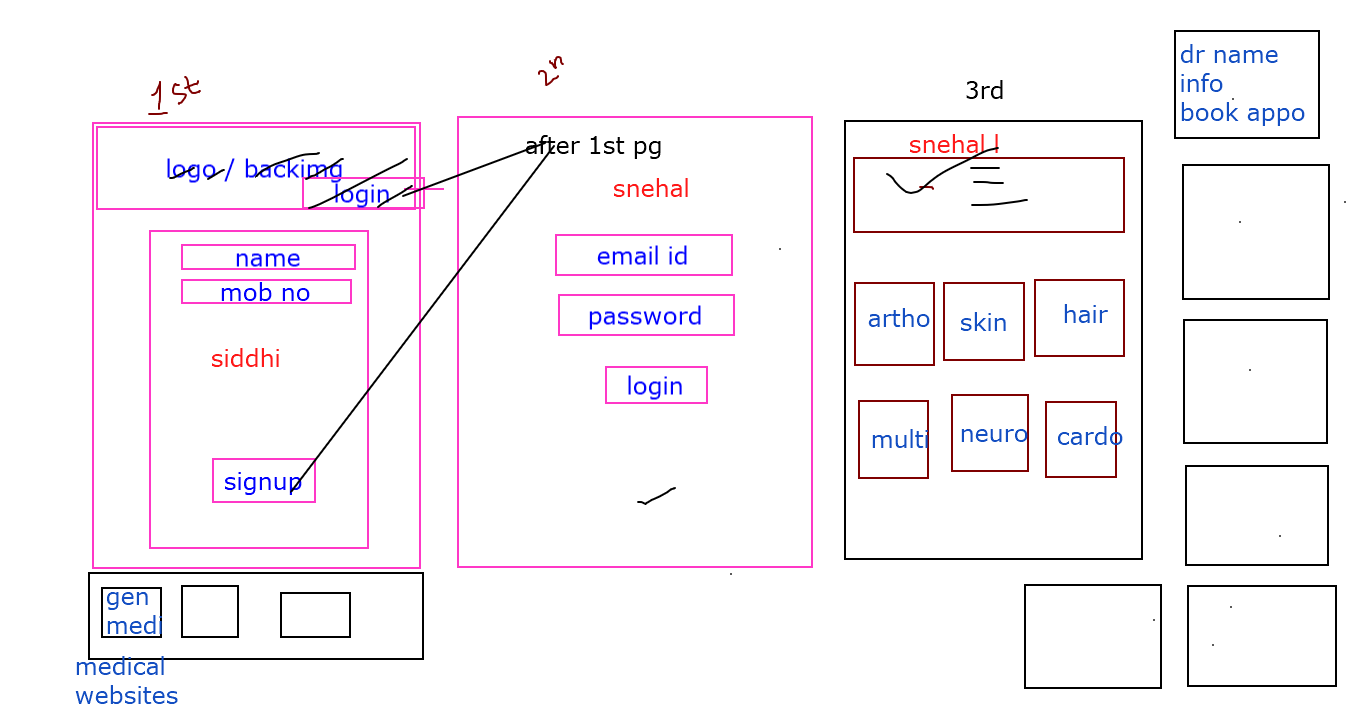 1st
logo / backimg
login
name
mob no
siddhi
signup
gen
medi
medical
websites
2n
after 1st pg
snehal
email id
password
login
3rd
snehal l
artho
skin
hair
multi
neuro
cardo
dr name
info
book appo